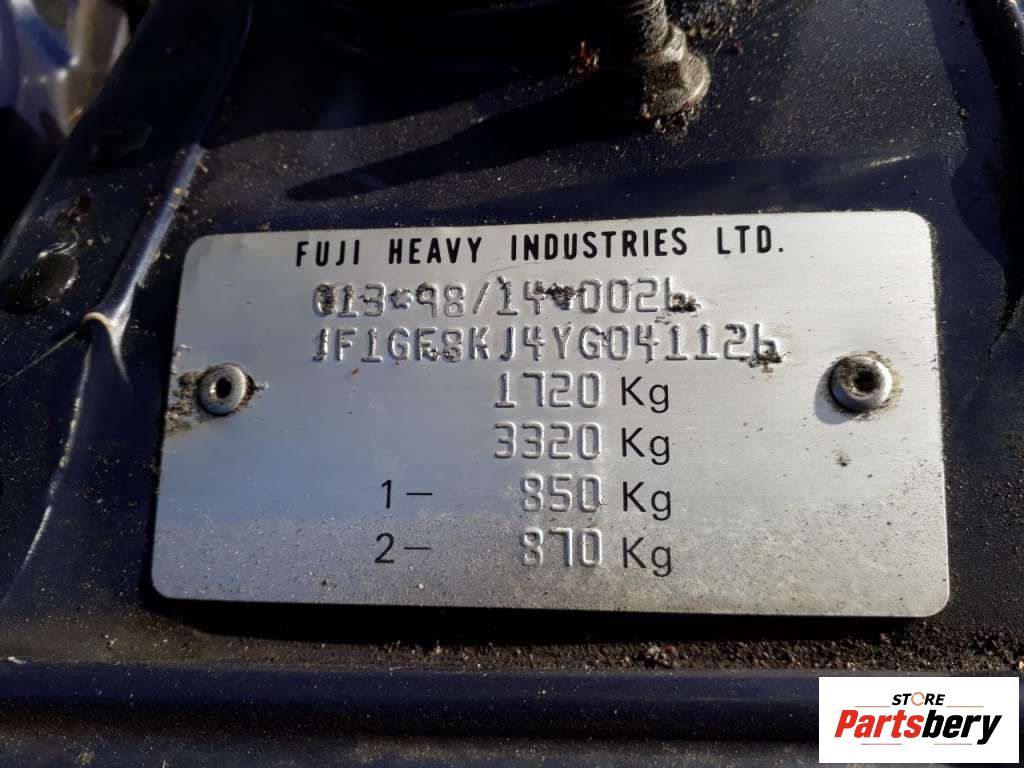 FUJI HEAVY INDUSTRIES LTD.
e13*98/14*0026
JF1GF8KJ4YG041126
1720 Kg
3320 Kg
1- 850 Kg
2- 870 Kg
STORE
Partsbery